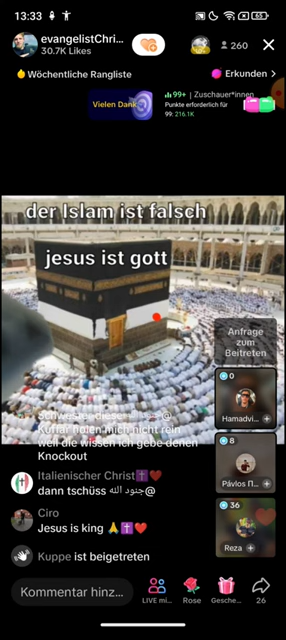 13:33
65
evangelistChri...
30.7K Likes
260
Wöchentliche Rangliste
Erkunden >
Vielen Dank
99+ | Zuschauer*innen
Punkte erforderlich für
99: 216.1K
der Islam ist falsch
jesus ist gott
Anfrage
zum
Beitreten
0
Hamadvi...
8
Pávlos Π...
36
Reza
Kuffar holen mich nicht rein
weil die wissen ich gebe denen
Knockout
Italienischer Christ✝️❤️
dann tschüss جنود الله@
Ciro
Jesus is king 🙏✝️❤️
Kuppe ist beigetreten
Kommentar hinz...
LIVE mi...
Rose
Gesche...
26